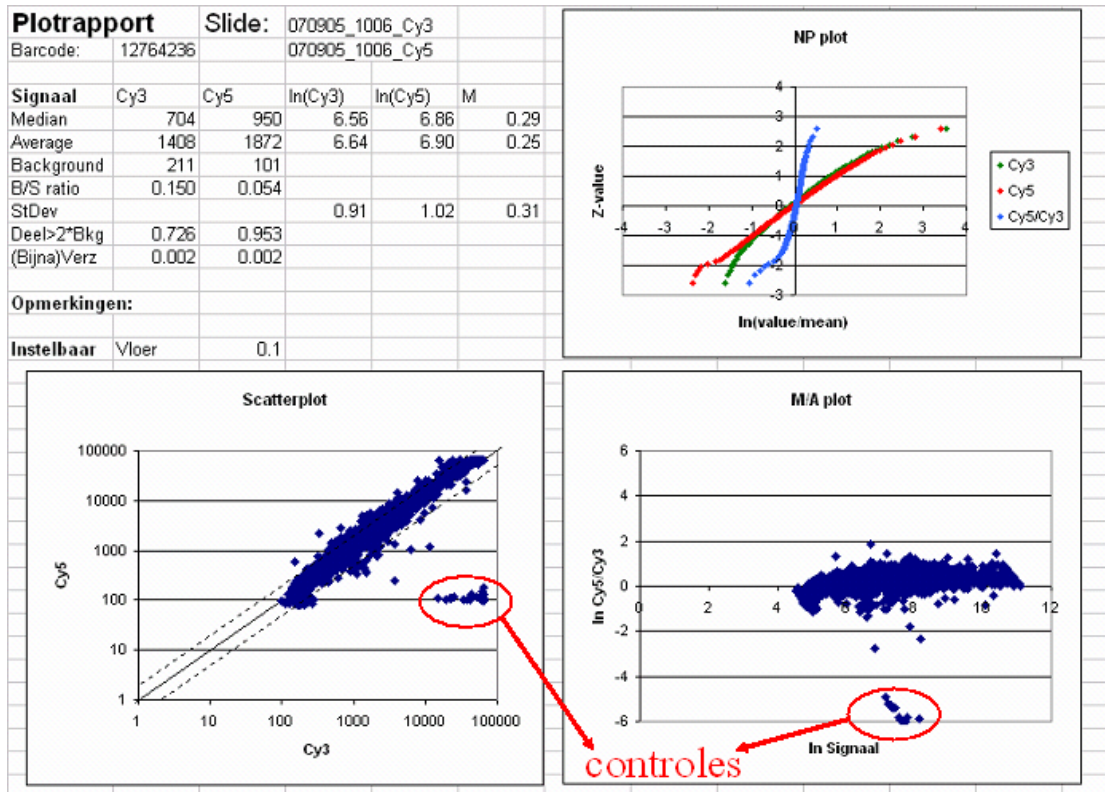 Plotrapport Slide: 070905_1006_Cy3
Barcode: 12764236 070905_1006_Cy5
Signaal Cy3 Cy5 ln(Cy3) ln(Cy5) M
Median 704 950 6.56 6.86 0.29
Average 1408 1872 6.64 6.90 0.25
Background 211 101
B/S ratio 0.150 0.054
StDev 0.91 1.02 0.31
Deel>2*Bkg 0.726 0.953
(Bijna)Verz 0.002 0.002
Opmerkingen:
Instelbaar Vloer 0.1
NP plot
4
3
2
1
0
-1
-2
-3
-4 -3 -2 -1 0 1 2 3 4
Z-value
ln(value/mean)
Cy3
Cy5
Cy5/Cy3
Scatterplot
100000
10000
1000
100
10
1
1 10 100 1000 10000 100000
Cy5
Cy3
M/A plot
6
4
2
0
-2
-4
-6
0 2 4 6 8 10 12
ln Cy5/Cy3
ln Signaal
controles